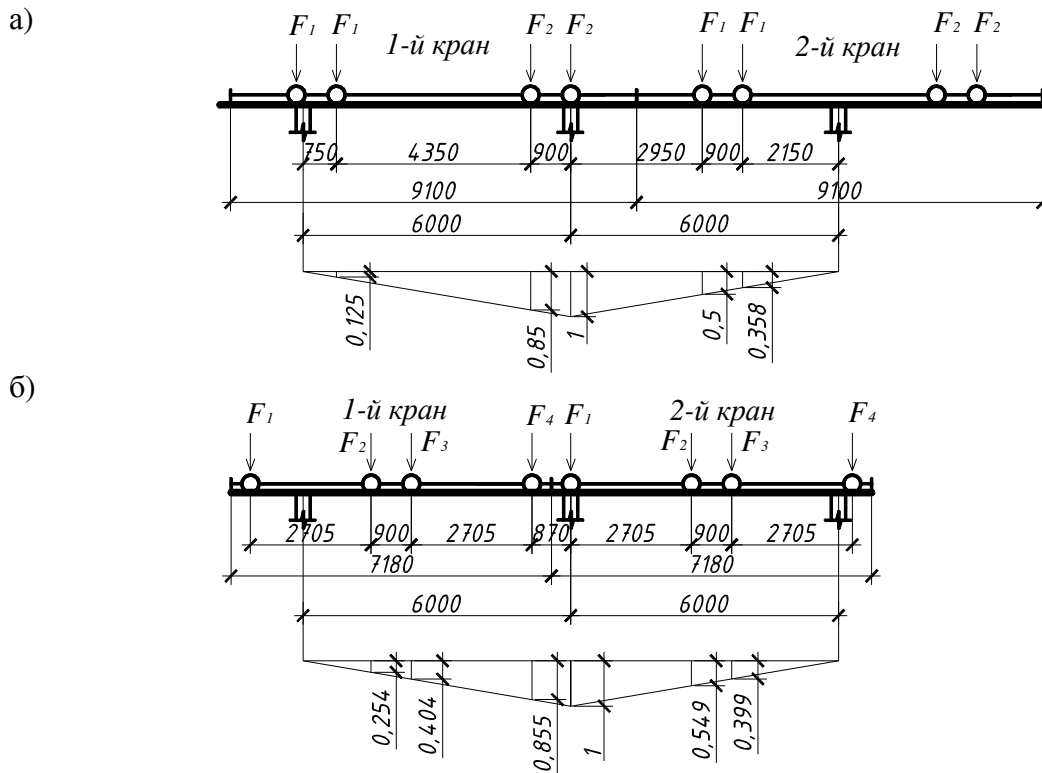 а)
F₁ F₁ 1-й кран F₂ F₂ F₁ F₁ 2-й кран F₂ F₂
750 4350 900 2950 900 2150
9100 9100
6000 6000
0,125 0,85 1 0,5 0,358
б)
F₁ 1-й кран F₄ F₁ 2-й кран F₄
F₂ F₃ F₂ F₃
2705 900 2705 870 2705 900 2705
7180 7180
6000 6000
0,254 0,404 0,855 1 0,549 0,399